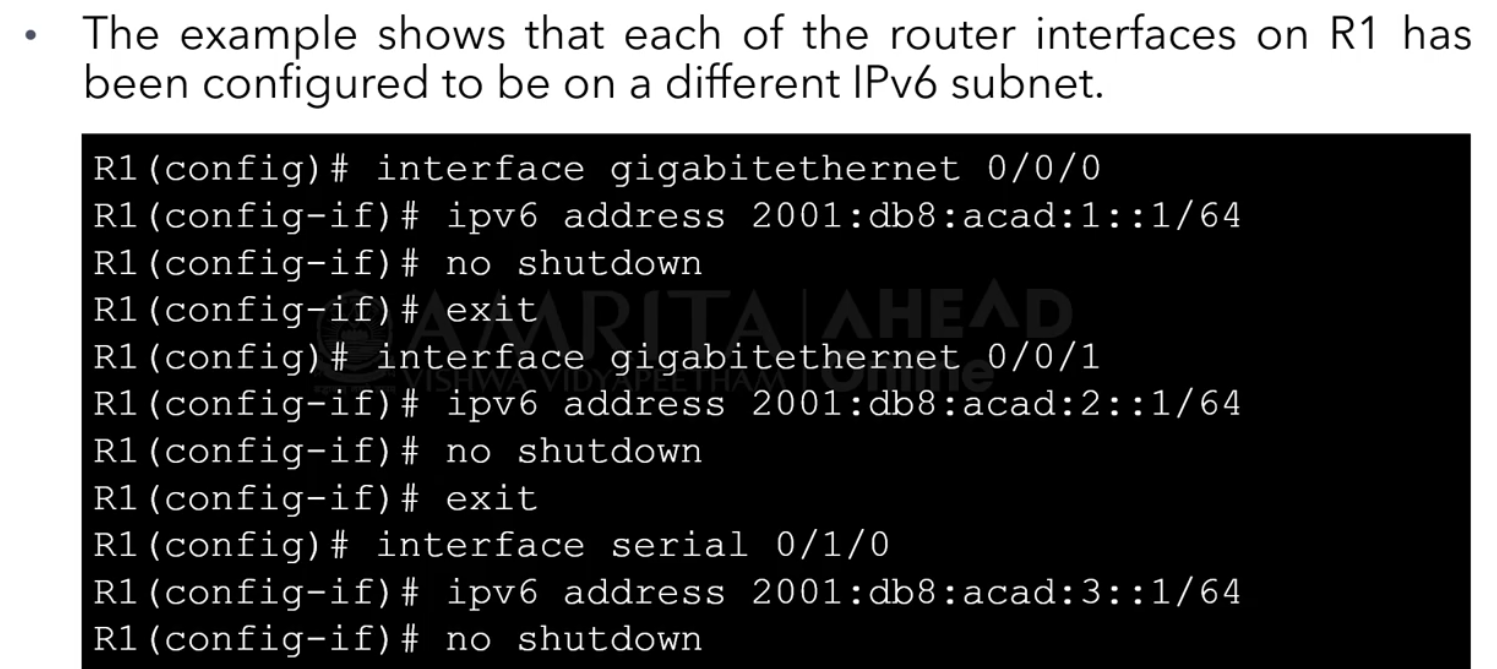 • The example shows that each of the router interfaces on R1 has
been configured to be on a different IPv6 subnet.
R1(config)# interface gigabitethernet 0/0/0
R1(config-if)# ipv6 address 2001:db8:acad:1::1/64
R1(config-if)# no shutdown
R1(config-if)# exit
R1(config)# interface gigabitethernet 0/0/1
R1(config-if)# ipv6 address 2001:db8:acad:2::1/64
R1(config-if)# no shutdown
R1(config-if)# exit
R1(config)# interface serial 0/1/0
R1(config-if)# ipv6 address 2001:db8:acad:3::1/64
R1(config-if)# no shutdown
AMRITA AHEAD
VISHWA VIDYAPEETHAM Online